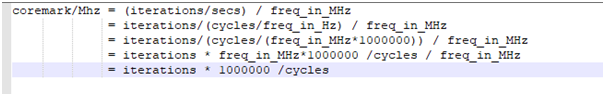 coremark/Mhz = (iterations/secs) / freq_in_MHz
= iterations/(cycles/freq_in_Hz) / freq_in_MHz
= iterations/(cycles/(freq_in_MHz*1000000)) / freq_in_MHz
= iterations * freq_in_MHz*1000000 /cycles / freq_in_MHz
= iterations * 1000000 /cycles